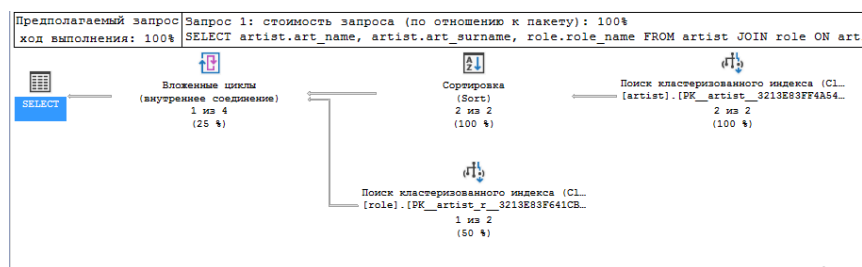 Предполагаемый запрос
ход выполнения: 100%
Запрос 1: стоимость запроса (по отношению к пакету): 100%
SELECT artist.art_name, artist.art_surname, role.role_name FROM artist JOIN role ON art
SELECT
Вложенные циклы
(внутреннее соединение)
1 из 4
(25 %)
Сортировка
(Sort)
2 из 2
(100 %)
Поиск кластеризованного индекса (Cl…
[artist].[PK__artist__3213E83FF4A54…
2 из 2
(100 %)
Поиск кластеризованного индекса (Cl…
[role].[PK__artist_r__3213E83F641CB…
1 из 2
(50 %)